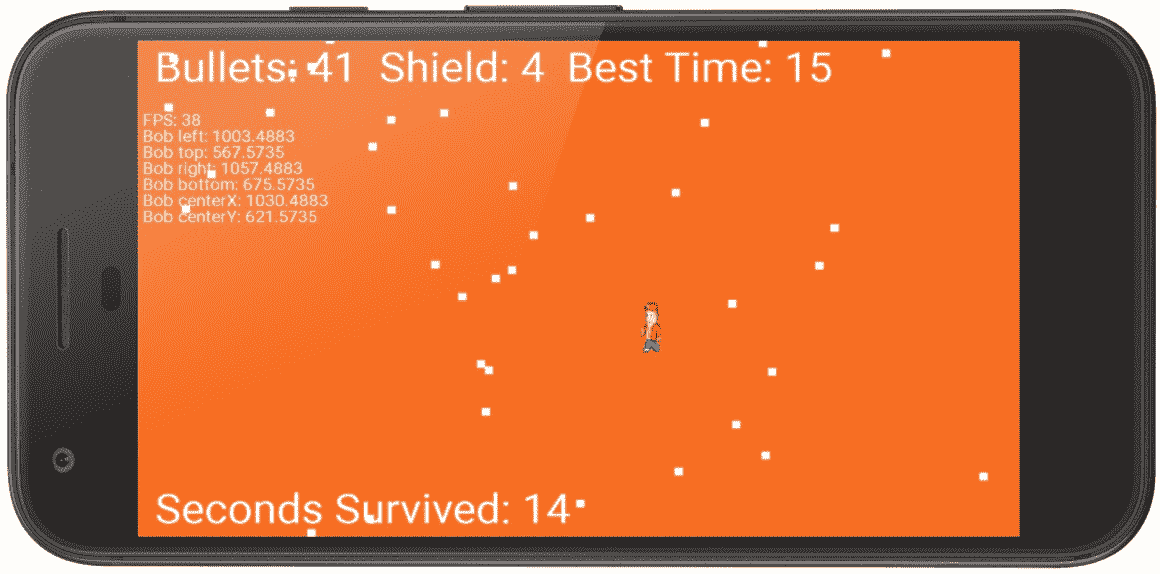 Bullets: 41 Shield: 4 Best Time: 15
FPS: 38
Bob left: 1003.4883
Bob top: 567.5735
Bob right: 1057.4883
Bob bottom: 675.5735
Bob centerX: 1030.4883
Bob centerY: 621.5735
Seconds Survived: 14